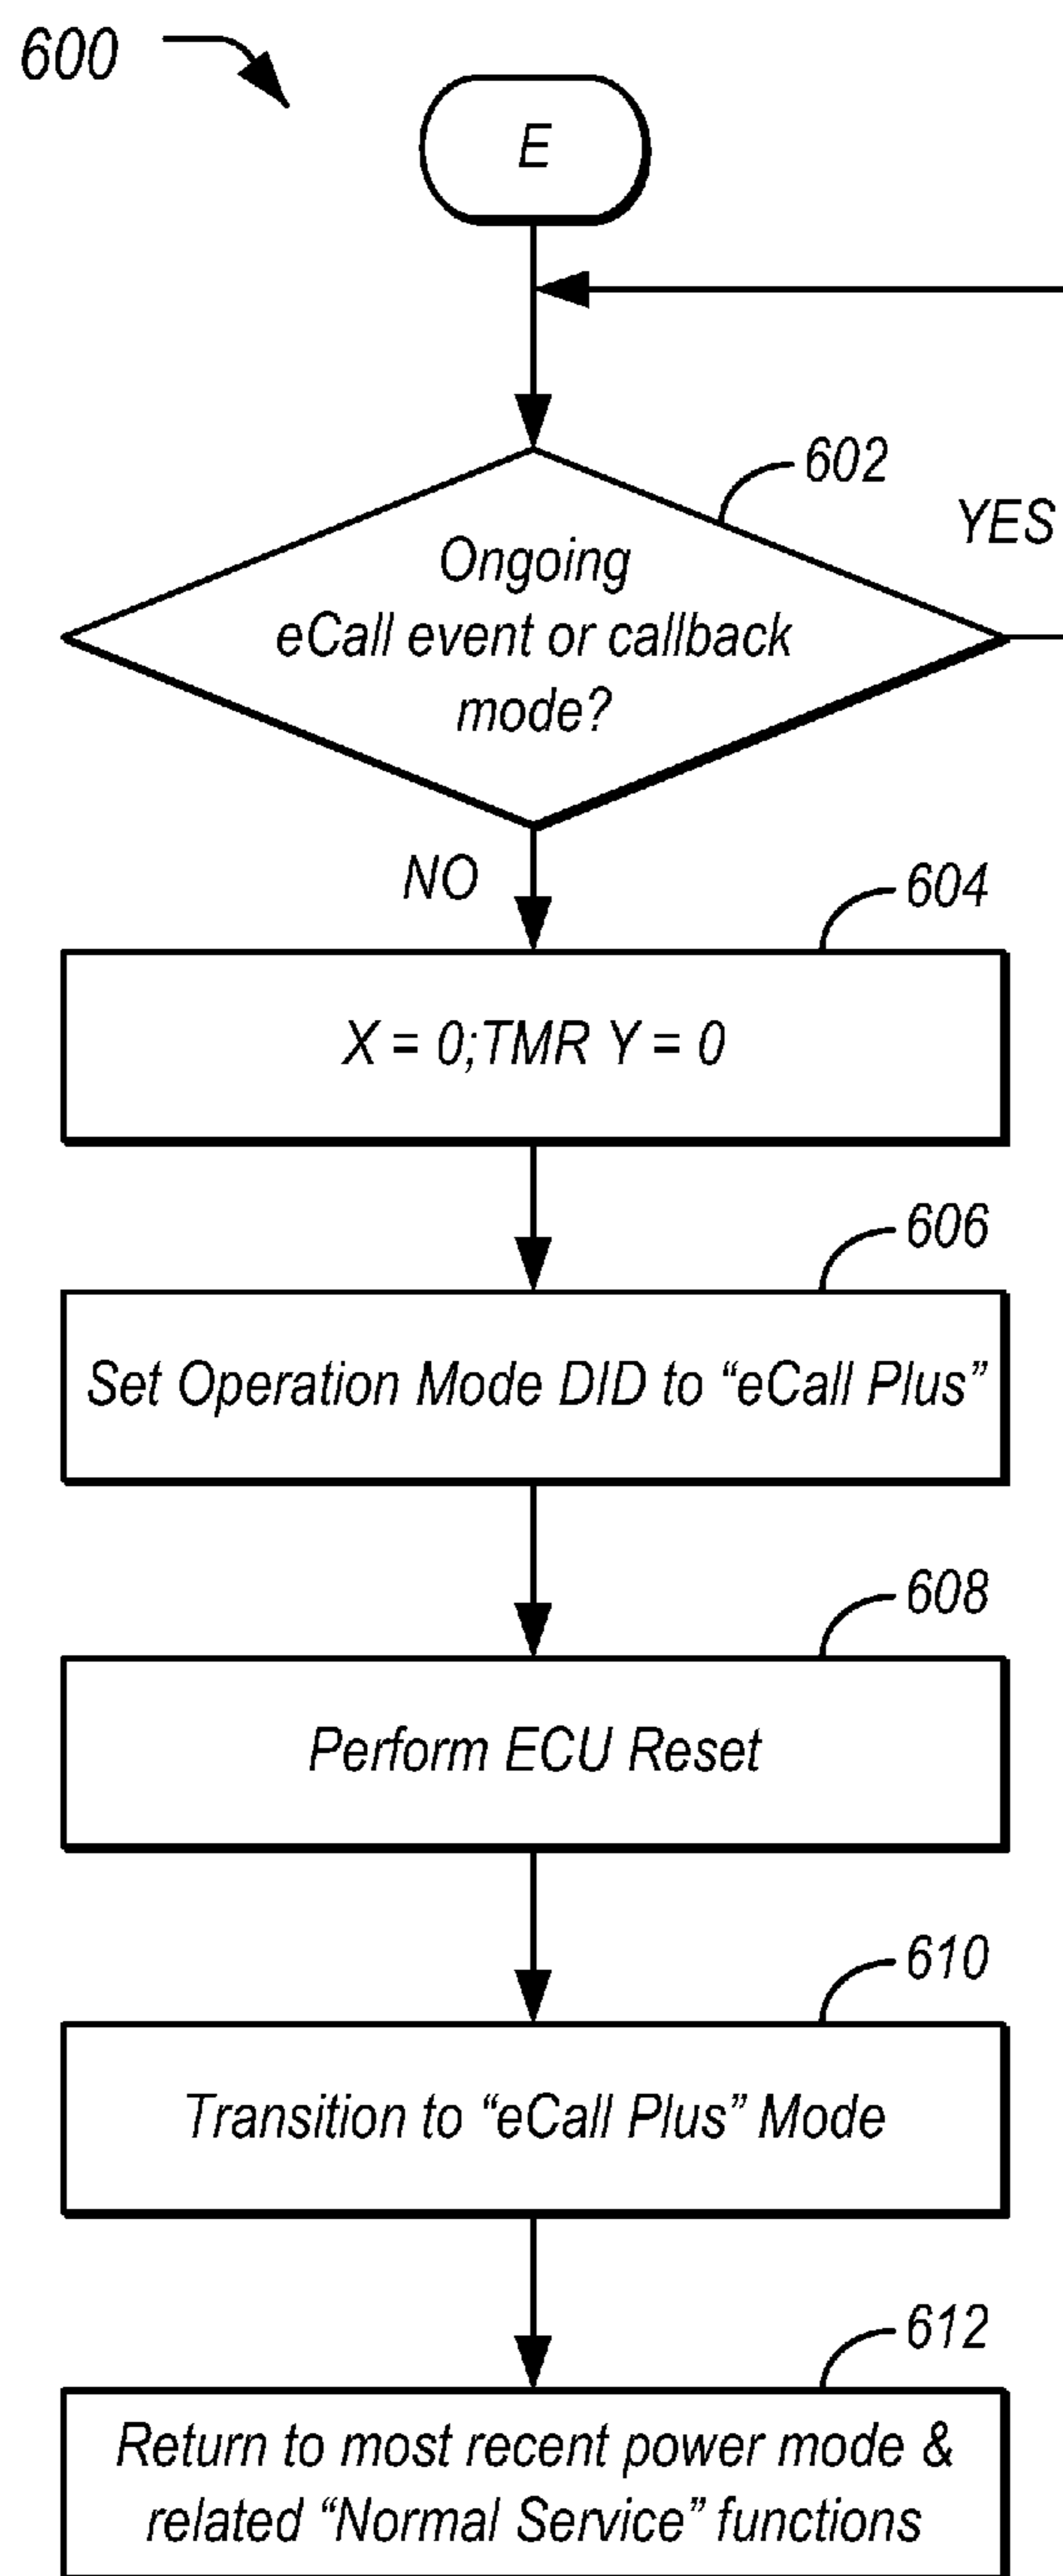 600
E
602
YES
Ongoing
eCall event or callback
mode?
NO
604
X = 0;TMR Y = 0
606
Set Operation Mode DID to “eCall Plus”
608
Perform ECU Reset
610
Transition to “eCall Plus” Mode
612
Return to most recent power mode &
related “Normal Service” functions